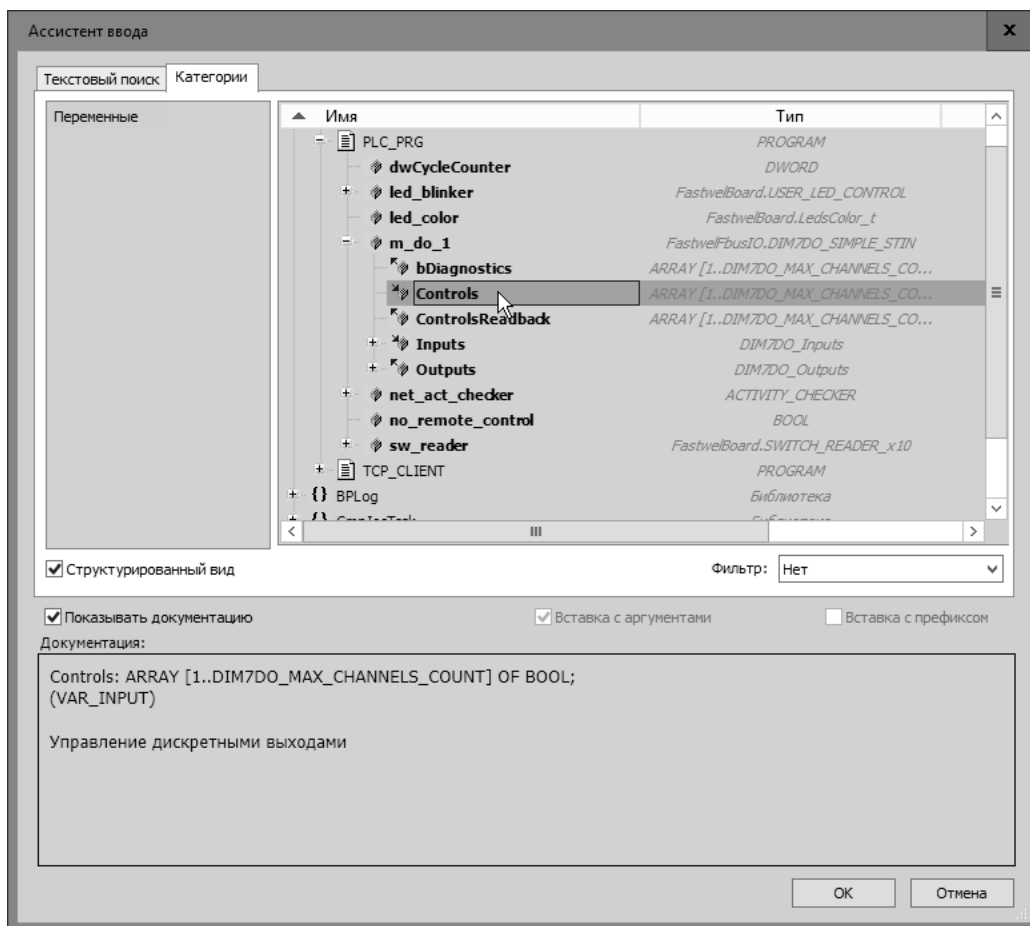 Ассистент ввода
Текстовый поиск Категории
Переменные
Имя Тип
PLC_PRG PROGRAM
dwCycleCounter DWORD
led_blinker FastwelBoard.USER_LED_CONTROL
led_color FastwelBoard.LedsColor_t
m_do_1 FastwelFbusIO.DIM7DO_SIMPLE_STIN
bDiagnostics ARRAY [1..DIM7DO_MAX_CHANNELS_CO...
Controls ARRAY [1..DIM7DO_MAX_CHANNELS_CO...
ControlsReadback ARRAY [1..DIM7DO_MAX_CHANNELS_CO...
Inputs DIM7DO_Inputs
Outputs DIM7DO_Outputs
net_act_checker ACTIVITY_CHECKER
no_remote_control BOOL
sw_reader FastwelBoard.SWITCH_READER_x10
TCP_CLIENT PROGRAM
BPLog Библиотека
Структурированный вид Фильтр: Нет
Показывать документацию Вставка с аргументами Вставка с префиксом
Документация:
Controls: ARRAY [1..DIM7DO_MAX_CHANNELS_COUNT] OF BOOL;
(VAR_INPUT)
Управление дискретными выходами
OK Отмена